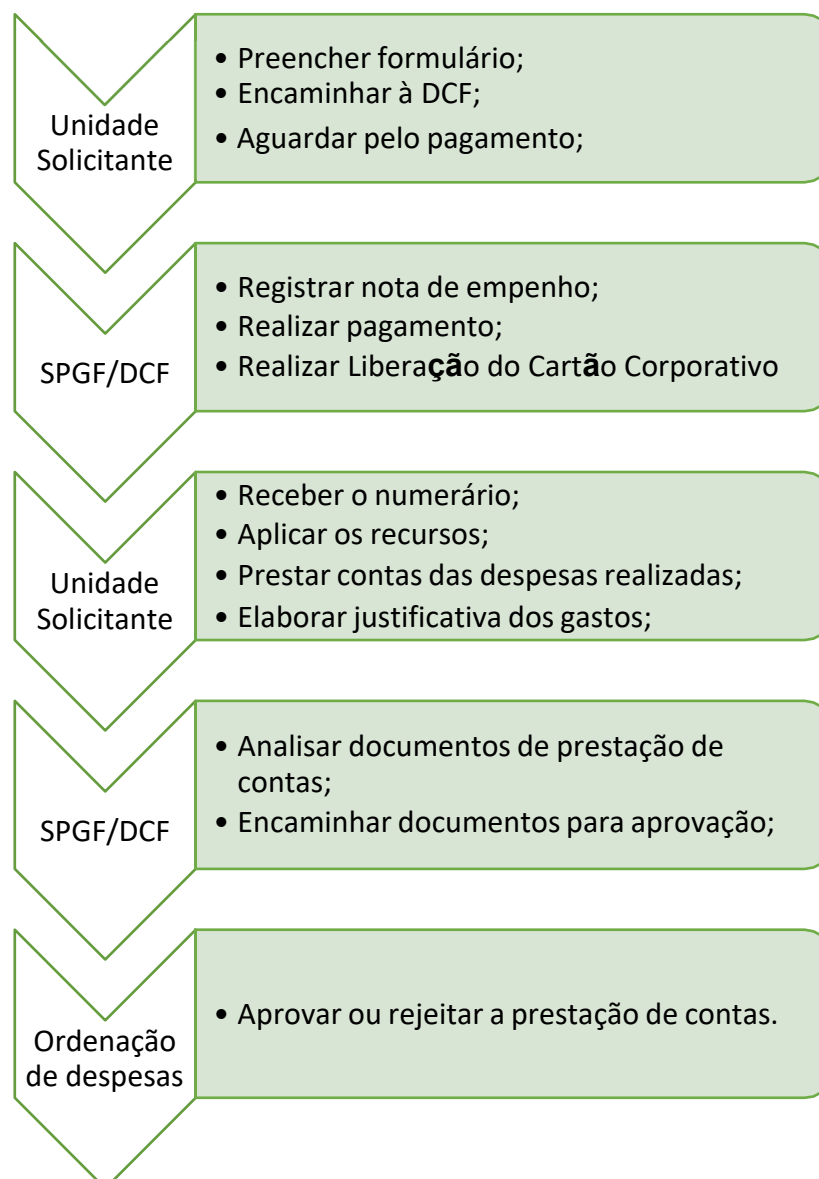 Unidade
Solicitante
• Preencher formulário;
• Encaminhar à DCF;
• Aguardar pelo pagamento;
SPGF/DCF
• Registrar nota de empenho;
• Realizar pagamento;
• Realizar Liberação do Cartão Corporativo
Unidade
Solicitante
• Receber o numerário;
• Aplicar os recursos;
• Prestar contas das despesas realizadas;
• Elaborar justificativa dos gastos;
SPGF/DCF
• Analisar documentos de prestação de
contas;
• Encaminhar documentos para aprovação;
Ordenação
de despesas
• Aprovar ou rejeitar a prestação de contas.